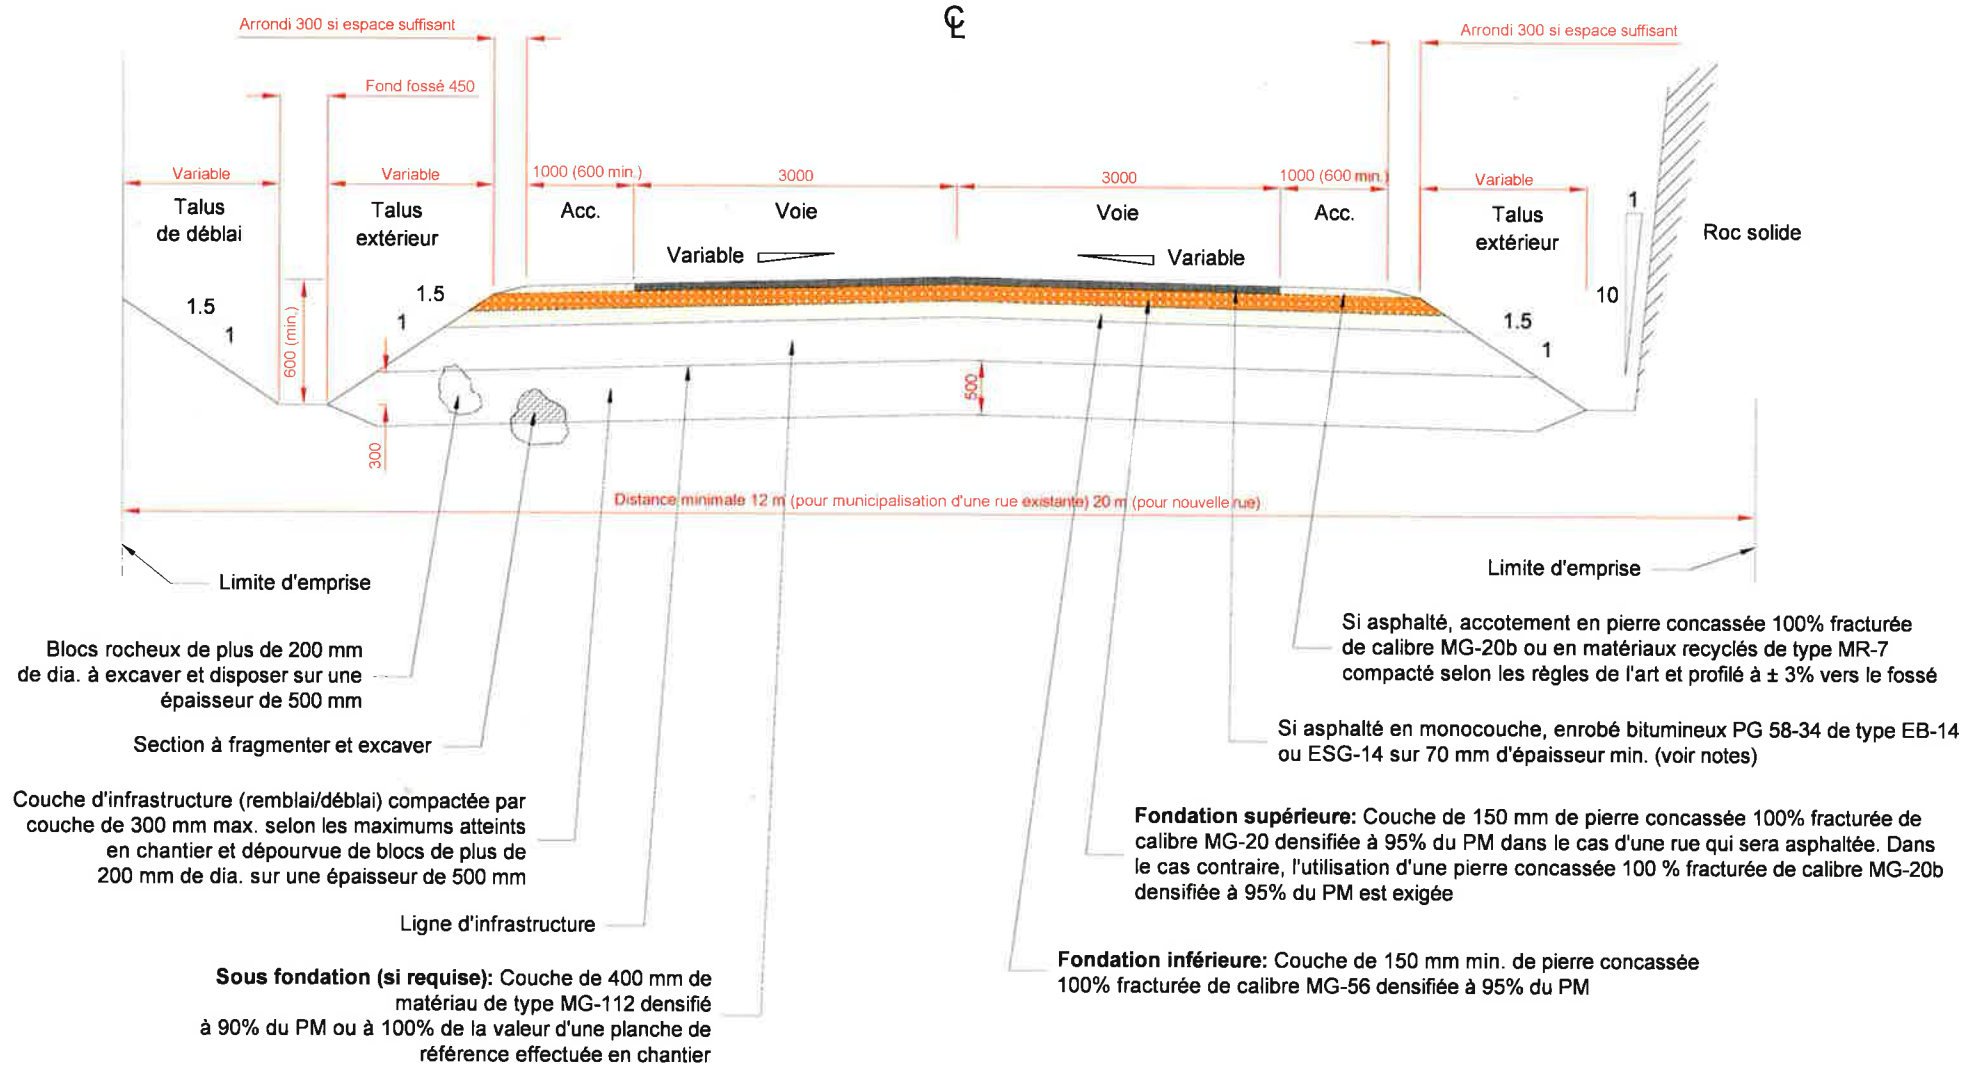 ℄
Arrondi 300 si espace suffisant
Arrondi 300 si espace suffisant
Fond fossé 450
Variable
Variable
1000 (600 min.)
3000
3000
1000 (600 min.)
Variable
Talus
de déblai
Talus
extérieur
Acc.
Voie
Voie
Acc.
Talus
extérieur
1
Roc solide
Variable
Variable
1.5
1
600 (min.)
1.5
1
10
1.5
1
500
300
Distance minimale 12 m (pour municipalisation d'une rue existante) 20 m (pour nouvelle rue)
Limite d'emprise
Limite d'emprise
Blocs rocheux de plus de 200 mm
de dia. à excaver et disposer sur une
épaisseur de 500 mm
Section à fragmenter et excaver
Couche d'infrastructure (remblai/déblai) compactée par
couche de 300 mm max. selon les maximums atteints
en chantier et dépourvue de blocs de plus de
200 mm de dia. sur une épaisseur de 500 mm
Ligne d'infrastructure
Sous fondation (si requise): Couche de 400 mm de
matériau de type MG-112 densifié
à 90% du PM ou à 100% de la valeur d'une planche de
référence effectuée en chantier
Si asphalté, accotement en pierre concassée 100% fracturée
de calibre MG-20b ou en matériaux recyclés de type MR-7
compacté selon les règles de l'art et profilé à ± 3% vers le fossé
Si asphalté en monocouche, enrobé bitumineux PG 58-34 de type EB-14
ou ESG-14 sur 70 mm d'épaisseur min. (voir notes)
Fondation supérieure: Couche de 150 mm de pierre concassée 100% fracturée de
calibre MG-20 densifiée à 95% du PM dans le cas d'une rue qui sera asphaltée. Dans
le cas contraire, l'utilisation d'une pierre concassée 100 % fracturée de calibre MG-20b
densifiée à 95% du PM est exigée
Fondation inférieure: Couche de 150 mm min. de pierre concassée
100% fracturée de calibre MG-56 densifiée à 95% du PM